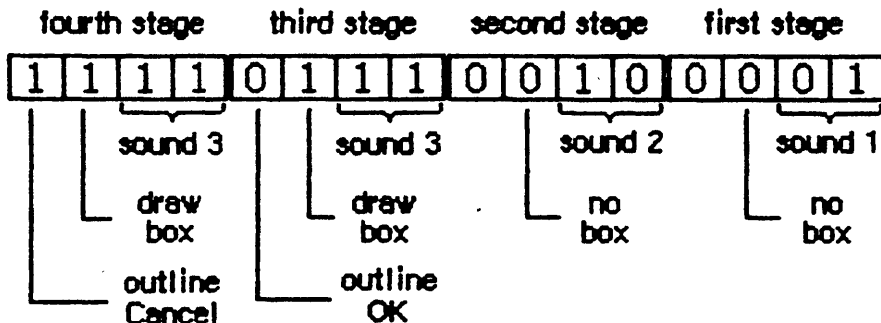 fourth stage third stage second stage first stage
1 1 1 1 0 1 1 1 0 0 1 0 0 0 0 1
sound 3 sound 3 sound 2 sound 1
draw box draw box no box no box
outline Cancel outline OK